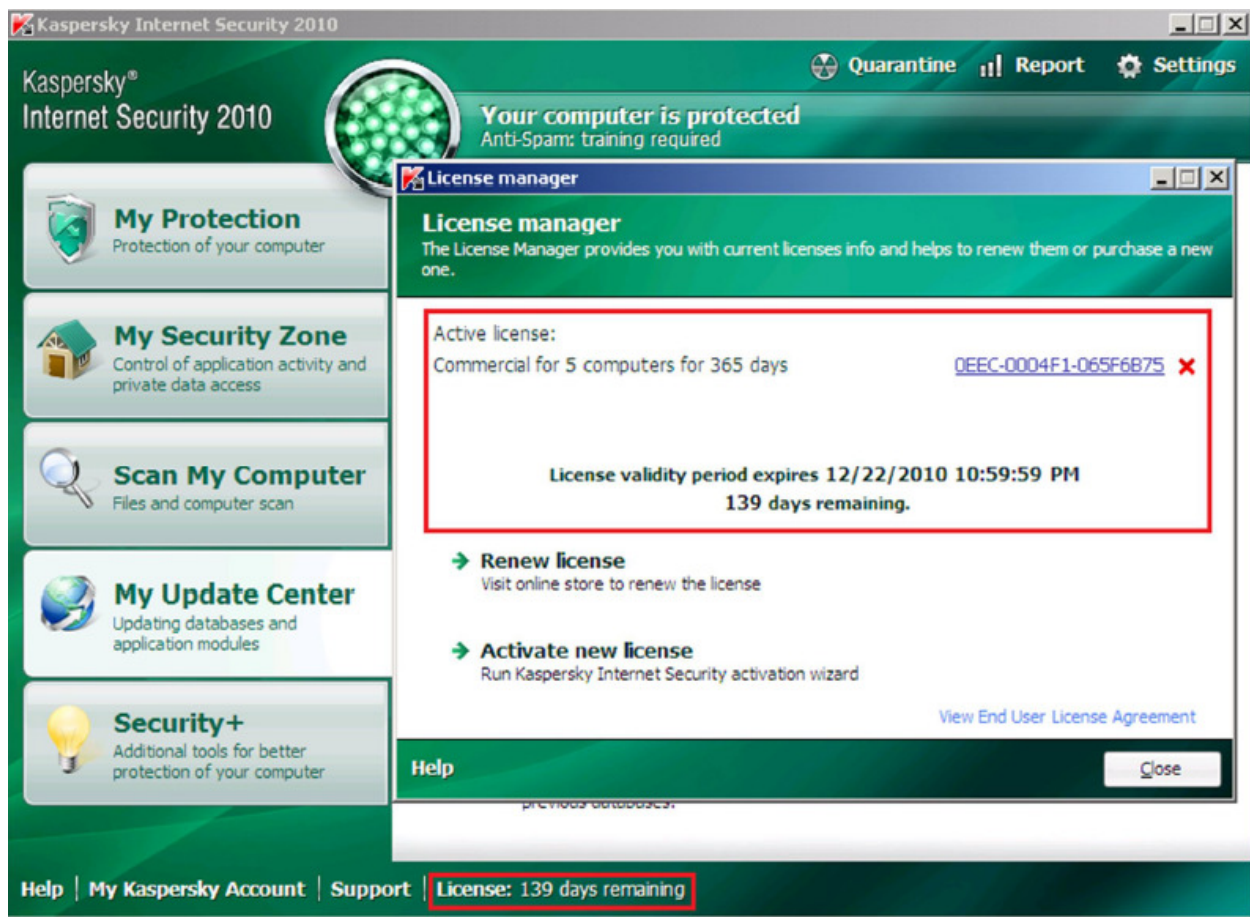 Kaspersky Internet Security 2010
Kaspersky®
Internet Security 2010
Quarantine
Report
Settings
Your computer is protected
Anti-Spam: training required
My Protection
Protection of your computer
My Security Zone
Control of application activity and
private data access
Scan My Computer
Files and computer scan
My Update Center
Updating databases and
application modules
Security+
Additional tools for better
protection of your computer
License manager
License manager
The License Manager provides you with current licenses info and helps to renew them or purchase a new
one.
Active license:
Commercial for 5 computers for 365 days 0EEC-0004F1-065F6B75
License validity period expires 12/22/2010 10:59:59 PM
139 days remaining.
Renew license
Visit online store to renew the license
Activate new license
Run Kaspersky Internet Security activation wizard
View End User License Agreement
Help
Close
previous databases.
Help | My Kaspersky Account | Support | License: 139 days remaining